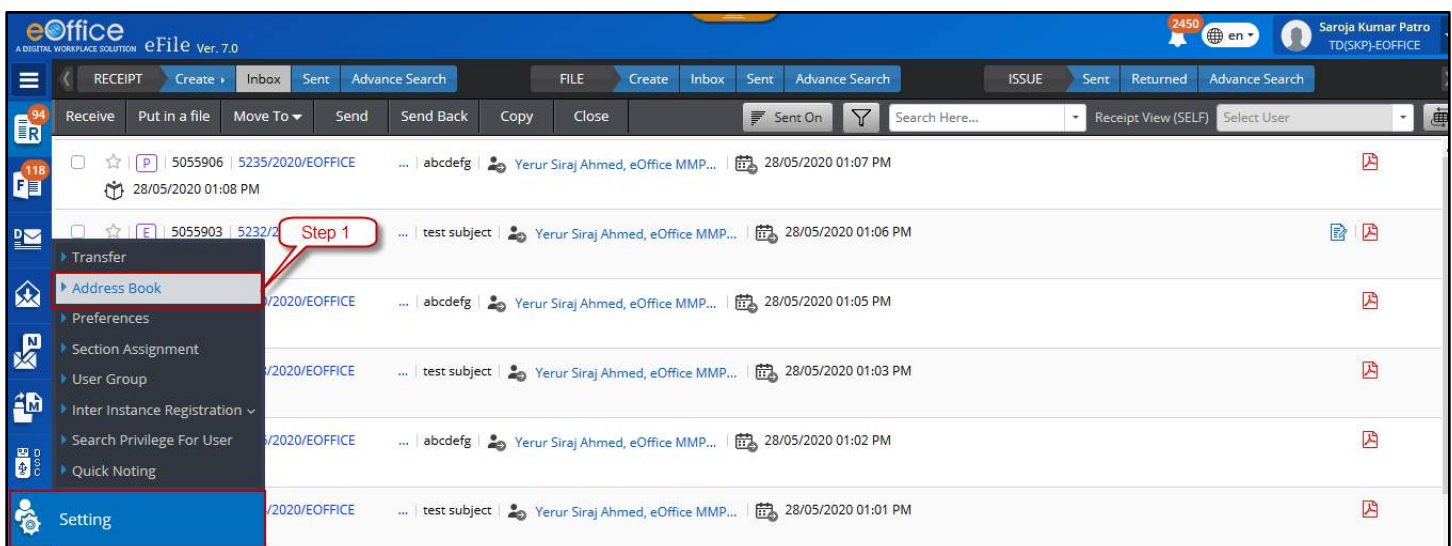 2450
eOffice
A DIGITAL WORKPLACE SOLUTION eFile Ver. 7.0
en
Saroja Kumar Patro
TD(SKP)-EOFFICE
RECEIPT Create Inbox Sent Advance Search FILE Create Inbox Sent Advance Search ISSUE Sent Returned Advance Search
94 R
Receive Put in a file Move To Send Send Back Copy Close Sent On Search Here... Receipt View (SELF) Select User
P 5055906 5235/2020/EOFFICE ... abcdefg Yerur Siraj Ahmed, eOffice MMP... 28/05/2020 01:07 PM
118 F
28/05/2020 01:08 PM
D
E 5055903 5232/2 Step 1 ... test subject Yerur Siraj Ahmed, eOffice MMP... 28/05/2020 01:06 PM
Transfer
Address Book
/2020/EOFFICE ... abcdefg Yerur Siraj Ahmed, eOffice MMP... 28/05/2020 01:05 PM
Preferences
N
Section Assignment
/2020/EOFFICE ... test subject Yerur Siraj Ahmed, eOffice MMP... 28/05/2020 01:03 PM
User Group
M
Inter Instance Registration
Search Privilege For User
/2020/EOFFICE ... abcdefg Yerur Siraj Ahmed, eOffice MMP... 28/05/2020 01:02 PM
DSC
Quick Noting
Setting
/2020/EOFFICE ... test subject Yerur Siraj Ahmed, eOffice MMP... 28/05/2020 01:01 PM